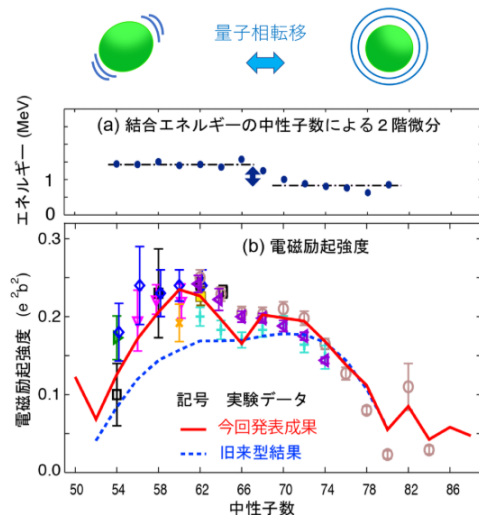 量子相転移
(a) 結合エネルギーの中性子数による2階微分
エネルギー (MeV)
1
0
(b) 電磁励起強度
電磁励起強度
(e²b²)
0.3
0.2
0.1
0.0
記号 実験データ
今回発表成果
旧来型結果
50 54 58 62 66 70 74 78 82 86
中性子数